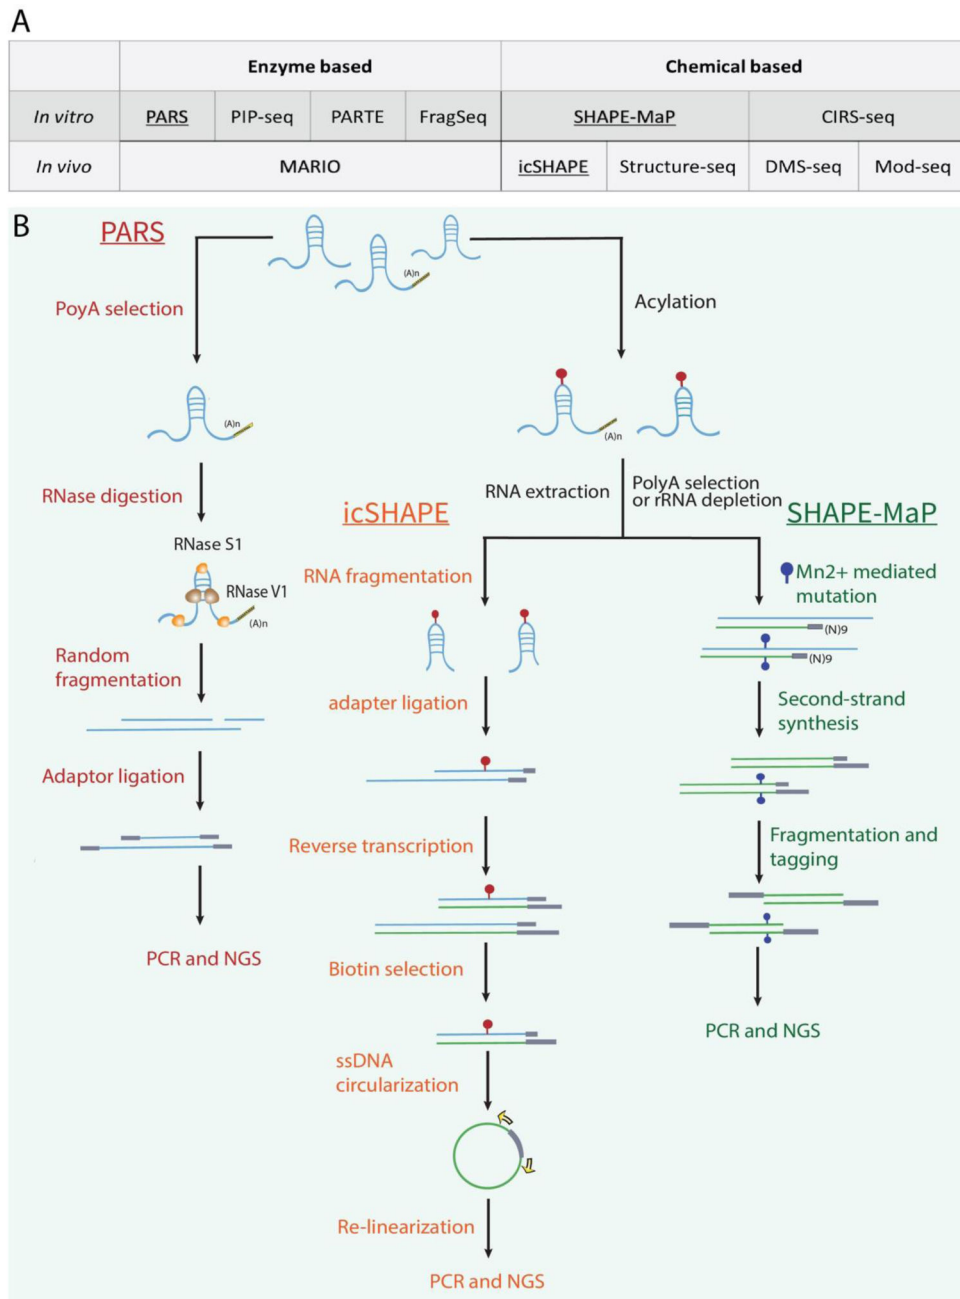 A
Enzyme based Chemical based
In vitro PARS PIP-seq PARTE FragSeq SHAPE-MaP CIRS-seq
In vivo MARIO icSHAPE Structure-seq DMS-seq Mod-seq
B
PARS
(A)n
PoyA selection
Acylation
(A)n
(A)n
RNase digestion
RNA extraction
PolyA selection
or rRNA depletion
icSHAPE
SHAPE-MaP
RNase S1
RNase V1
(A)n
RNA fragmentation
Mn2+ mediated
mutation
(N)9
(N)9
Random
fragmentation
adapter ligation
Second-strand
synthesis
Adaptor ligation
Reverse transcription
Fragmentation and
tagging
PCR and NGS
Biotin selection
PCR and NGS
ssDNA
circularization
Re-linearization
PCR and NGS